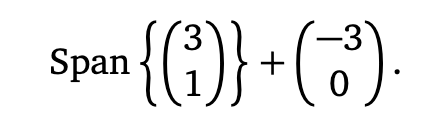 Span {(3 1)} + (−3 0).